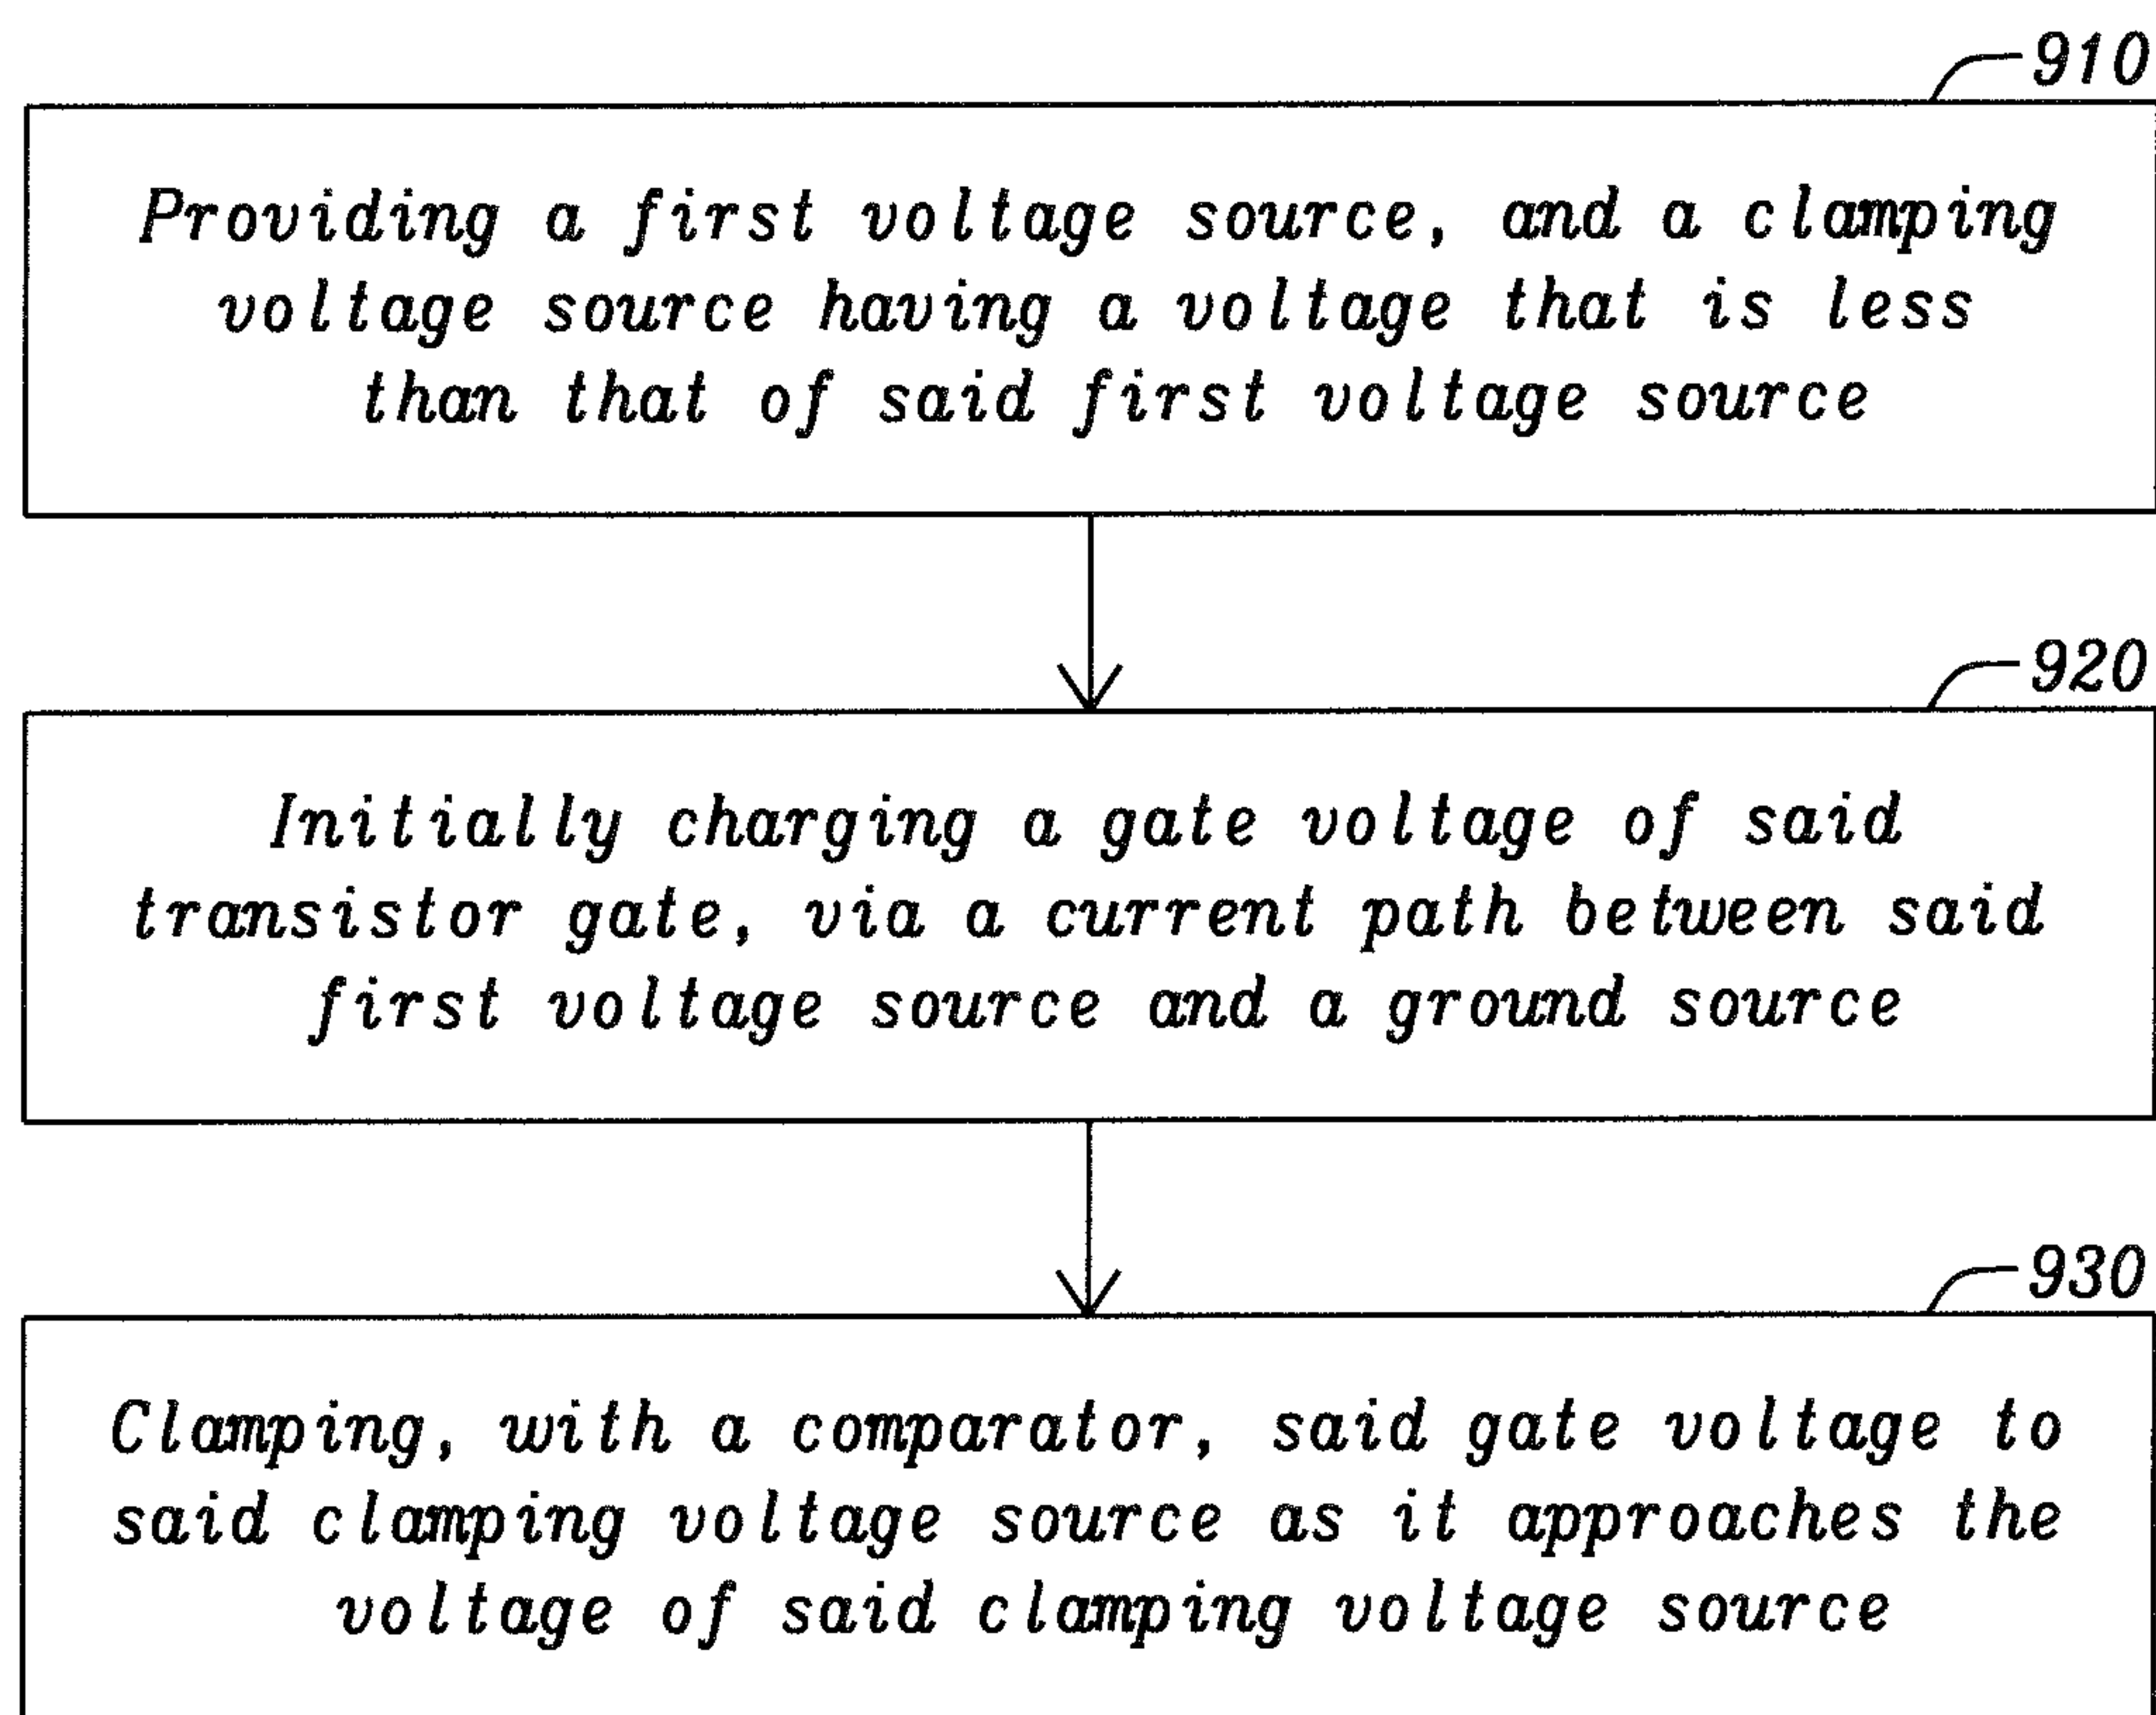 910
Providing a first voltage source, and a clamping
voltage source having a voltage that is less
than that of said first voltage source
920
Initially charging a gate voltage of said
transistor gate, via a current path between said
first voltage source and a ground source
930
Clamping, with a comparator, said gate voltage to
said clamping voltage source as it approaches the
voltage of said clamping voltage source